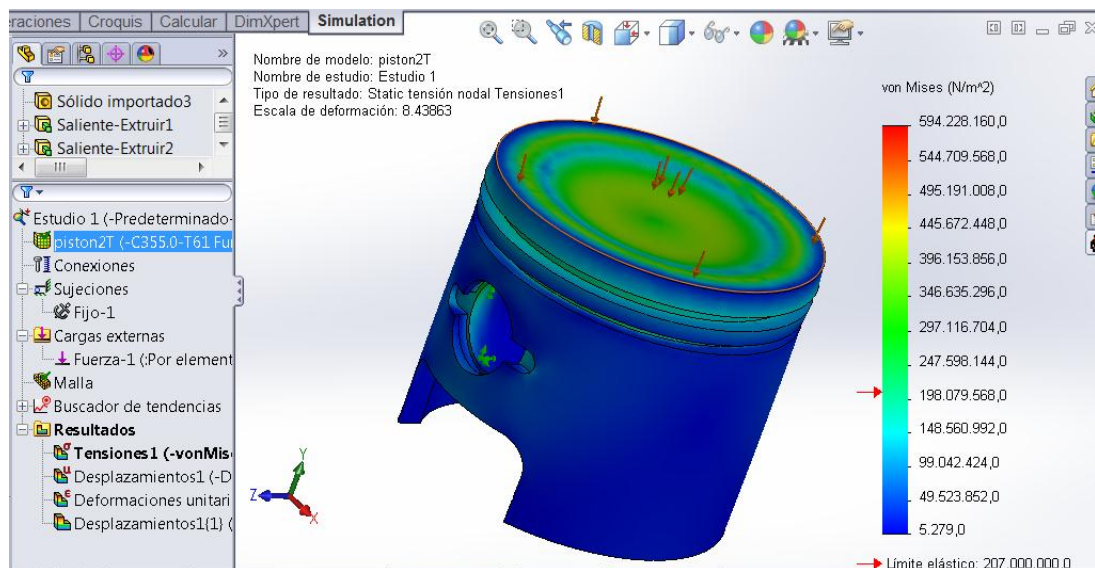 eraciones Croquis Calcular DimXpert Simulation
»
Sólido importado3
Saliente-Extruir1
Saliente-Extruir2
Estudio 1 (-Predeterminado-
piston2T (-C355.0-T61 Fu
Conexiones
Sujeciones
Fijo-1
Cargas externas
Fuerza-1 (:Por element
Malla
Buscador de tendencias
Resultados
Tensiones1 (-vonMis
Desplazamientos1 (-D
Deformaciones unitari
Desplazamientos1{1} (
Nombre de modelo: piston2T
Nombre de estudio: Estudio 1
Tipo de resultado: Static tensión nodal Tensiones1
Escala de deformación: 8.43863
Y
Z
X
von Mises (N/m^2)
594.228.160,0
544.709.568,0
495.191.008,0
445.672.448,0
396.153.856,0
346.635.296,0
297.116.704,0
247.598.144,0
198.079.568,0
148.560.992,0
99.042.424,0
49.523.852,0
5.279,0
Límite elástico: 207.000.000,0